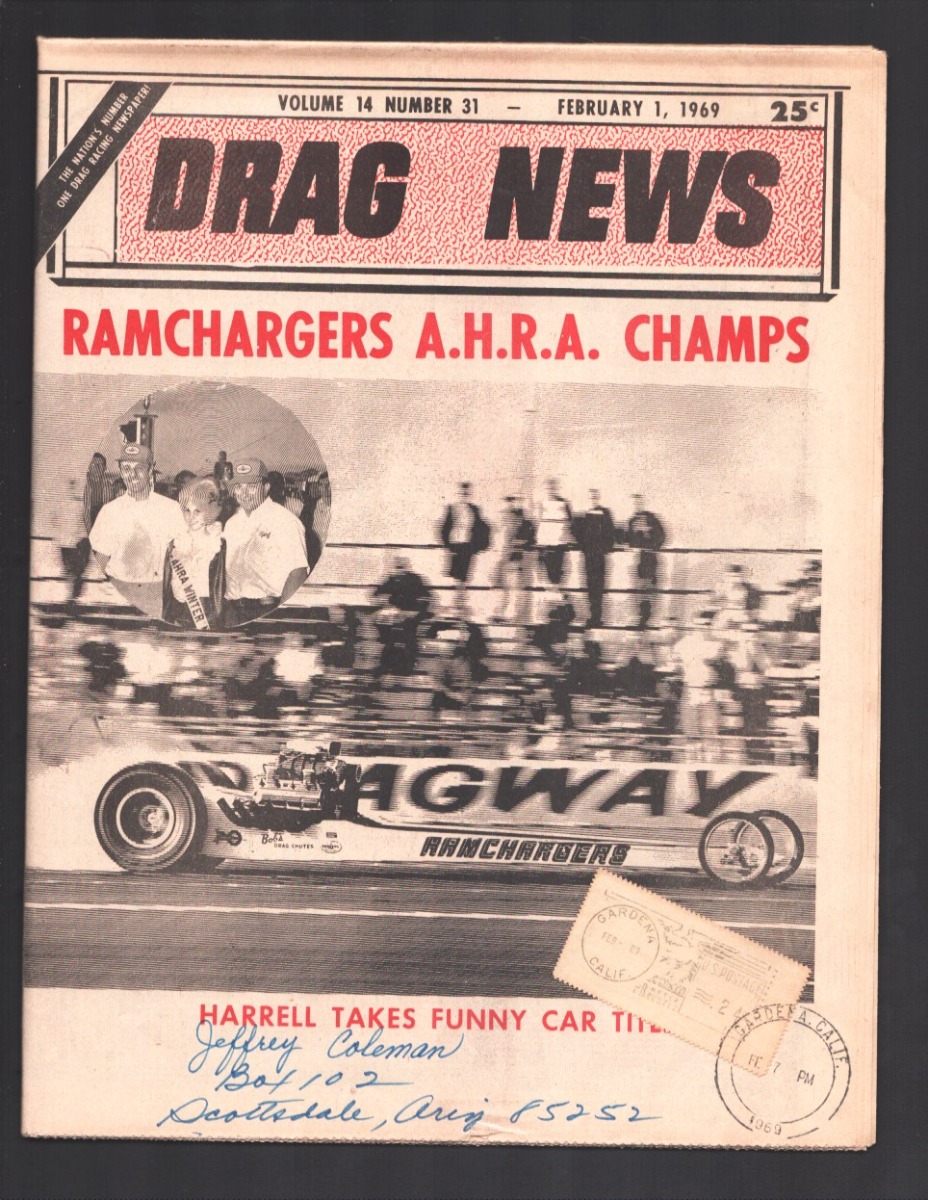 VOLUME 14 NUMBER 31 — FEBRUARY 1, 1969 25¢
THE NATION'S NUMBER
ONE DRAG RACING NEWSPAPER!
DRAG NEWS
RAMCHARGERS A.H.R.A. CHAMPS
AHRA WINTER
AGWAY
Bob's
DRAG CHUTES
RAMCHARGERS
GARDENA
CALIF.
2
HARRELL TAKES FUNNY CAR
GARDENA, CALIF.
7 PM
1969
Jeffrey Coleman
Box 102
Scottsdale, Ariz 85252